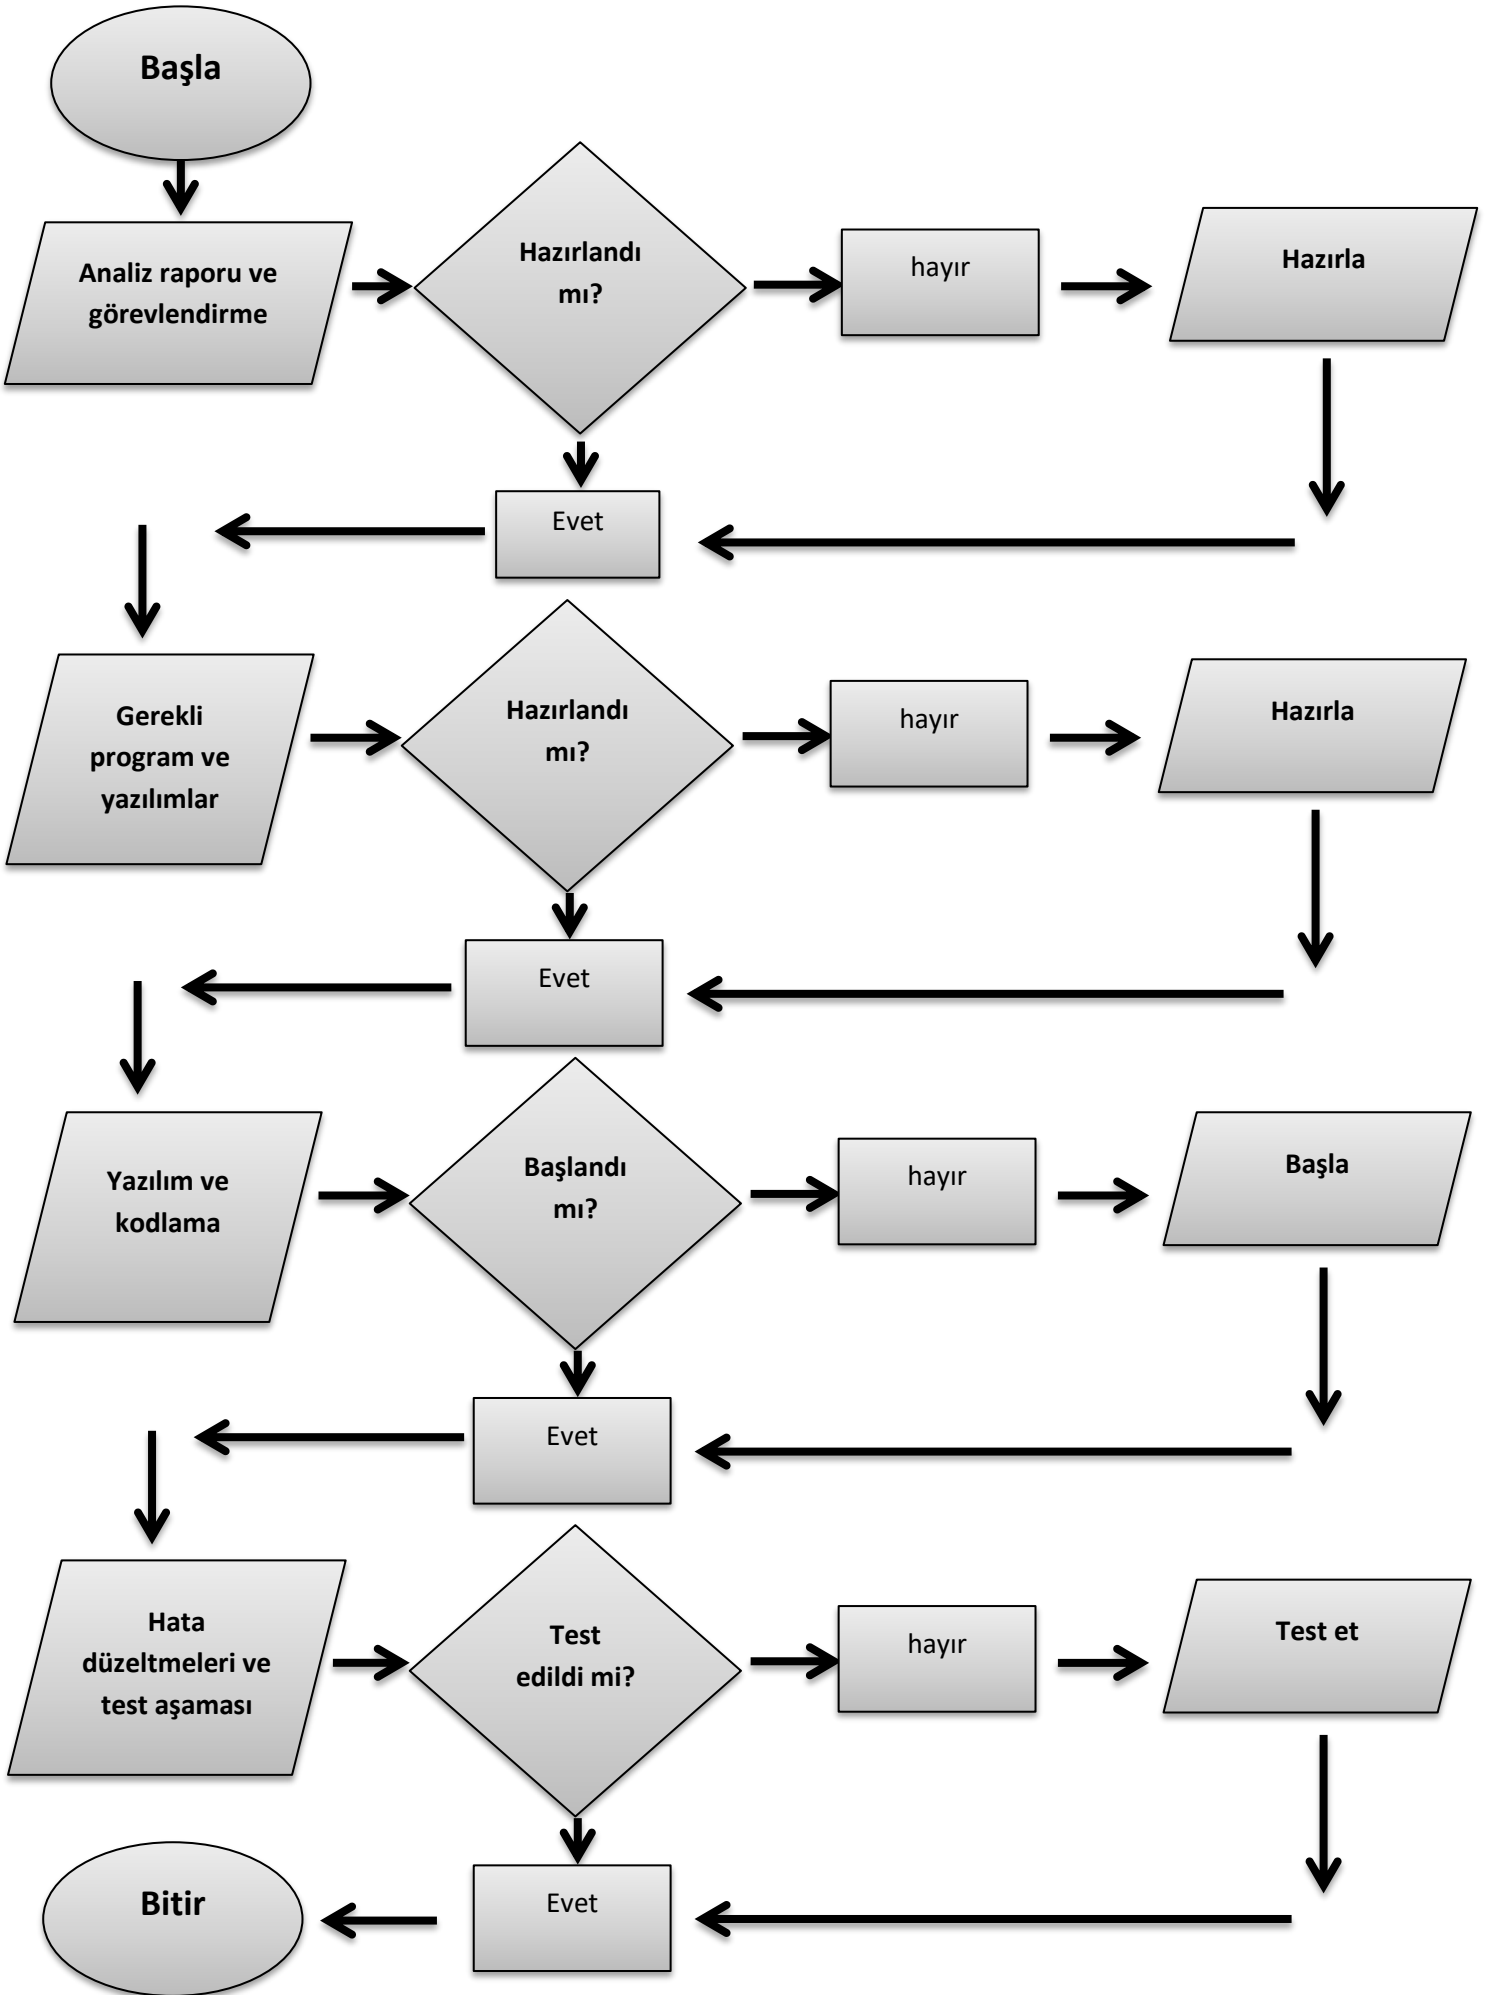 Başla
Analiz raporu ve
görevlendirme
Hazırlandı
mı?
hayır
Hazırla
Evet
Gerekli
program ve
yazılımlar
Hazırlandı
mı?
hayır
Hazırla
Evet
Yazılım ve
kodlama
Başlandı
mı?
hayır
Başla
Evet
Hata
düzeltmeleri ve
test aşaması
Test
edildi mi?
hayır
Test et
Evet
Bitir